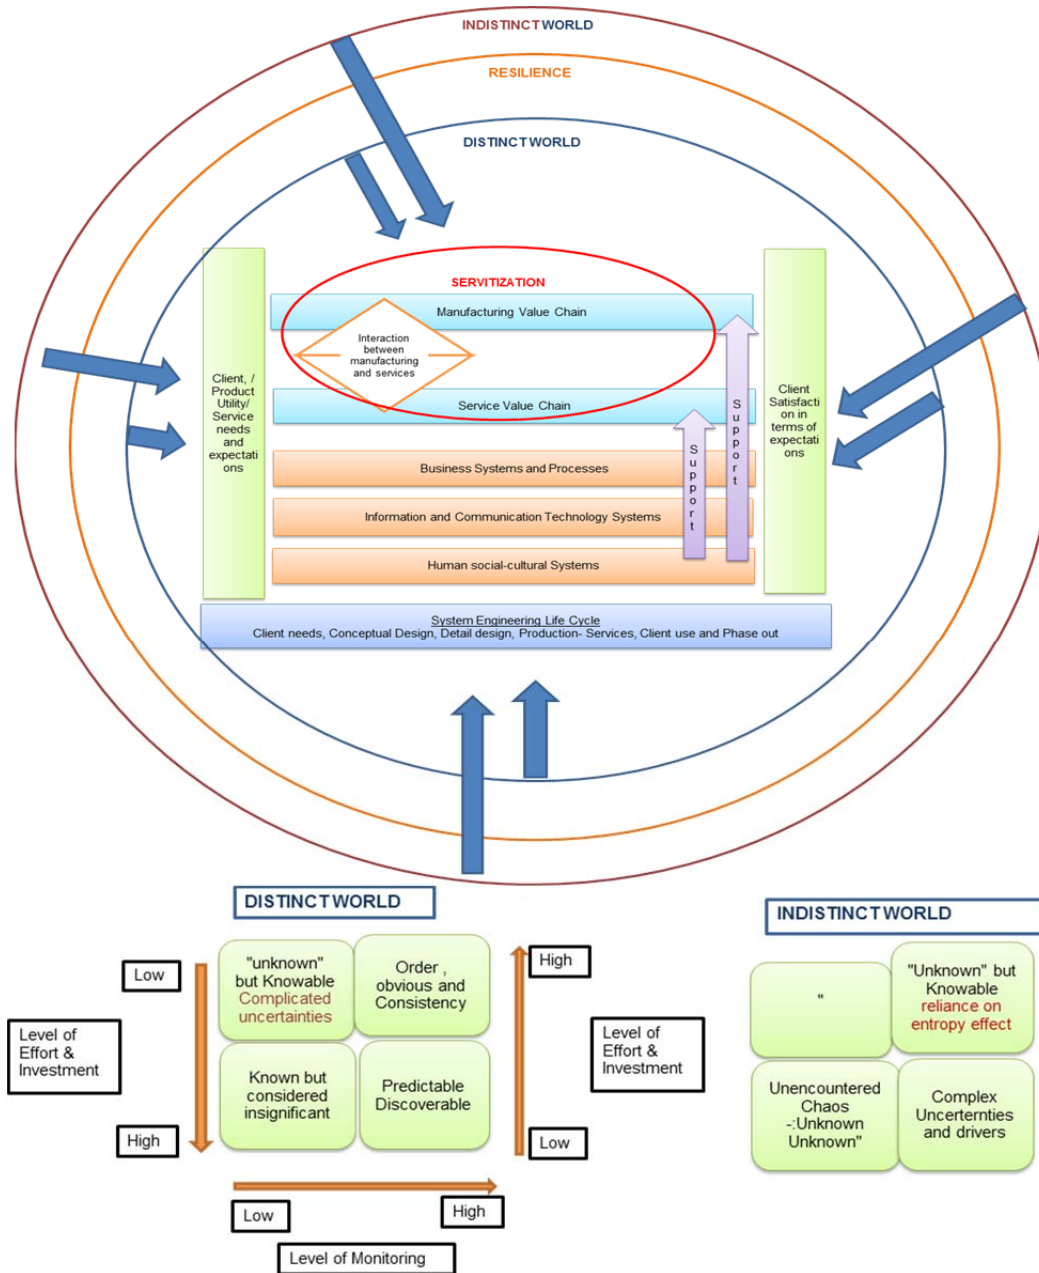 INDISTINCT WORLD
RESILIENCE
DISTINCT WORLD
SERVITIZATION
Manufacturing Value Chain
Interaction
between
manufacturing
and services
Service Value Chain
Client, /
Product
Utility/
Service
needs
and
expectati
ons
Client
Satisfacti
on in
terms of
expectati
ons
Support
Support
Business Systems and Processes
Information and Communication Technology Systems
Human social-cultural Systems
System Engineering Life Cycle
Client needs, Conceptual Design, Detail design, Production- Services, Client use and Phase out
DISTINCT WORLD
Low
Level of
Effort &
Investment
High
"unknown"
but Knowable
Complicated
uncertainties
Order ,
obvious and
Consistency
Known but
considered
insignificant
Predictable
Discoverable
High
Level of
Effort &
Investment
Low
Low
High
Level of Monitoring
INDISTINCT WORLD
"
"Unknown" but
Knowable
reliance on
entropy effect
Unencountered
Chaos
-:Unknown
Unknown"
Complex
Uncerternties
and drivers